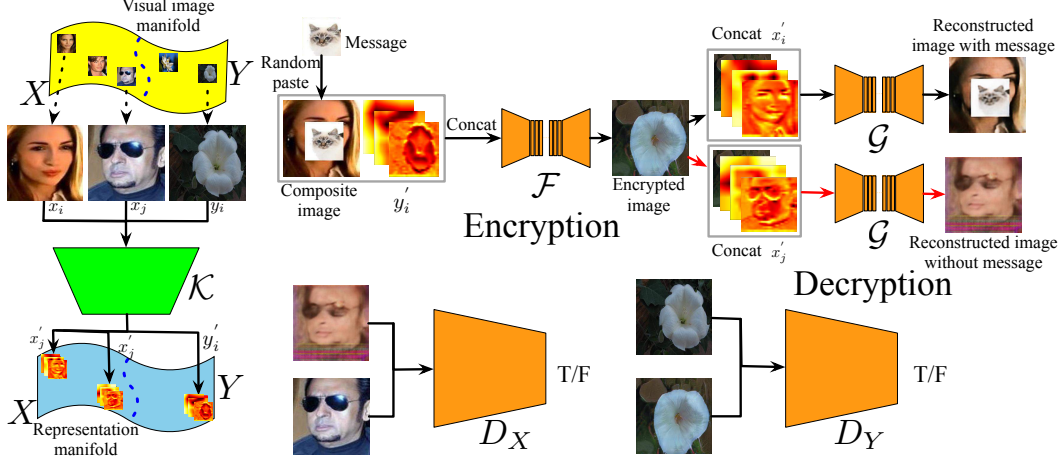 Visual image
manifold
X
Y
x_i
x_j
y_i
K
x'_j
x'_j
y'_i
X
Y
Representation
manifold
Message
Random
paste
Composite
image
y'_i
Concat
F
Encryption
Encrypted
image
Concat x'_i
Concat x'_j
G
Reconstructed
image with message
G
Reconstructed image
without message
Decryption
T/F
D_X
T/F
D_Y